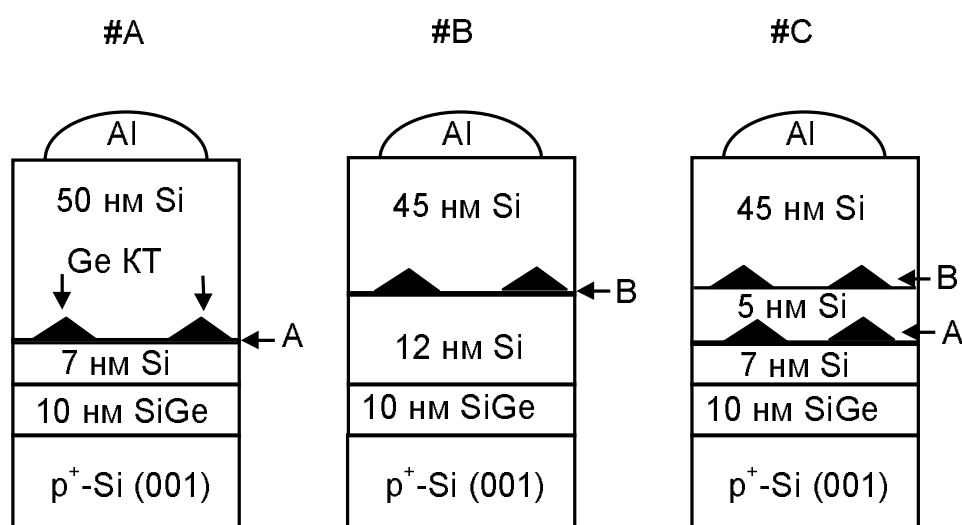 #A
Al
50 нм Si
Ge КТ
A
7 нм Si
10 нм SiGe
p⁺-Si (001)
#B
Al
45 нм Si
B
12 нм Si
10 нм SiGe
p⁺-Si (001)
#C
Al
45 нм Si
B
5 нм Si
A
7 нм Si
10 нм SiGe
p⁺-Si (001)